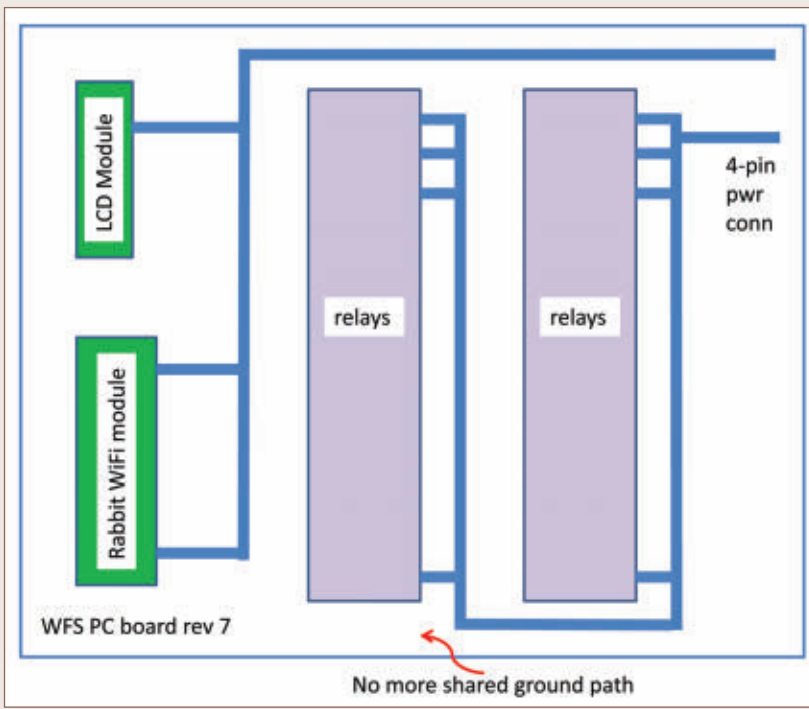 LCD Module
4-pin
pwr
conn
relays
relays
Rabbit WiFi module
WFS PC board rev 7
No more shared ground path